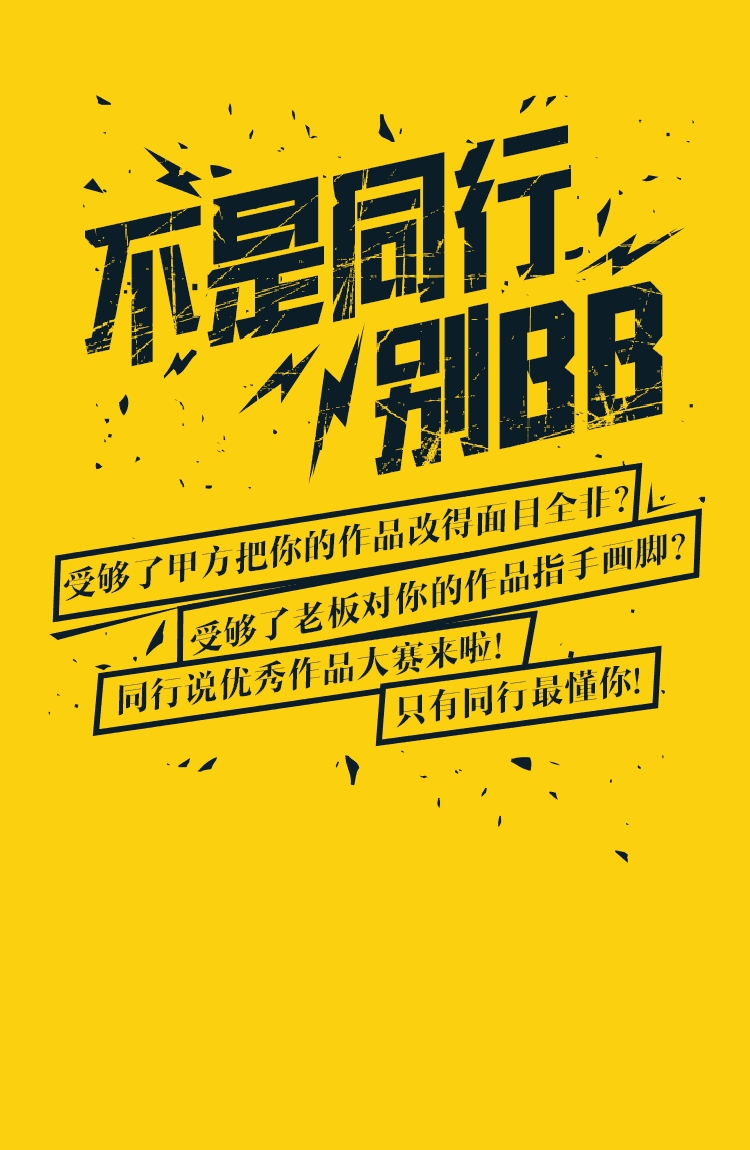 不是同行
别BB
受够了甲方把你的作品改得面目全非?
受够了老板对你的作品指手画脚?
同行说优秀作品大赛来啦!
只有同行最懂你!